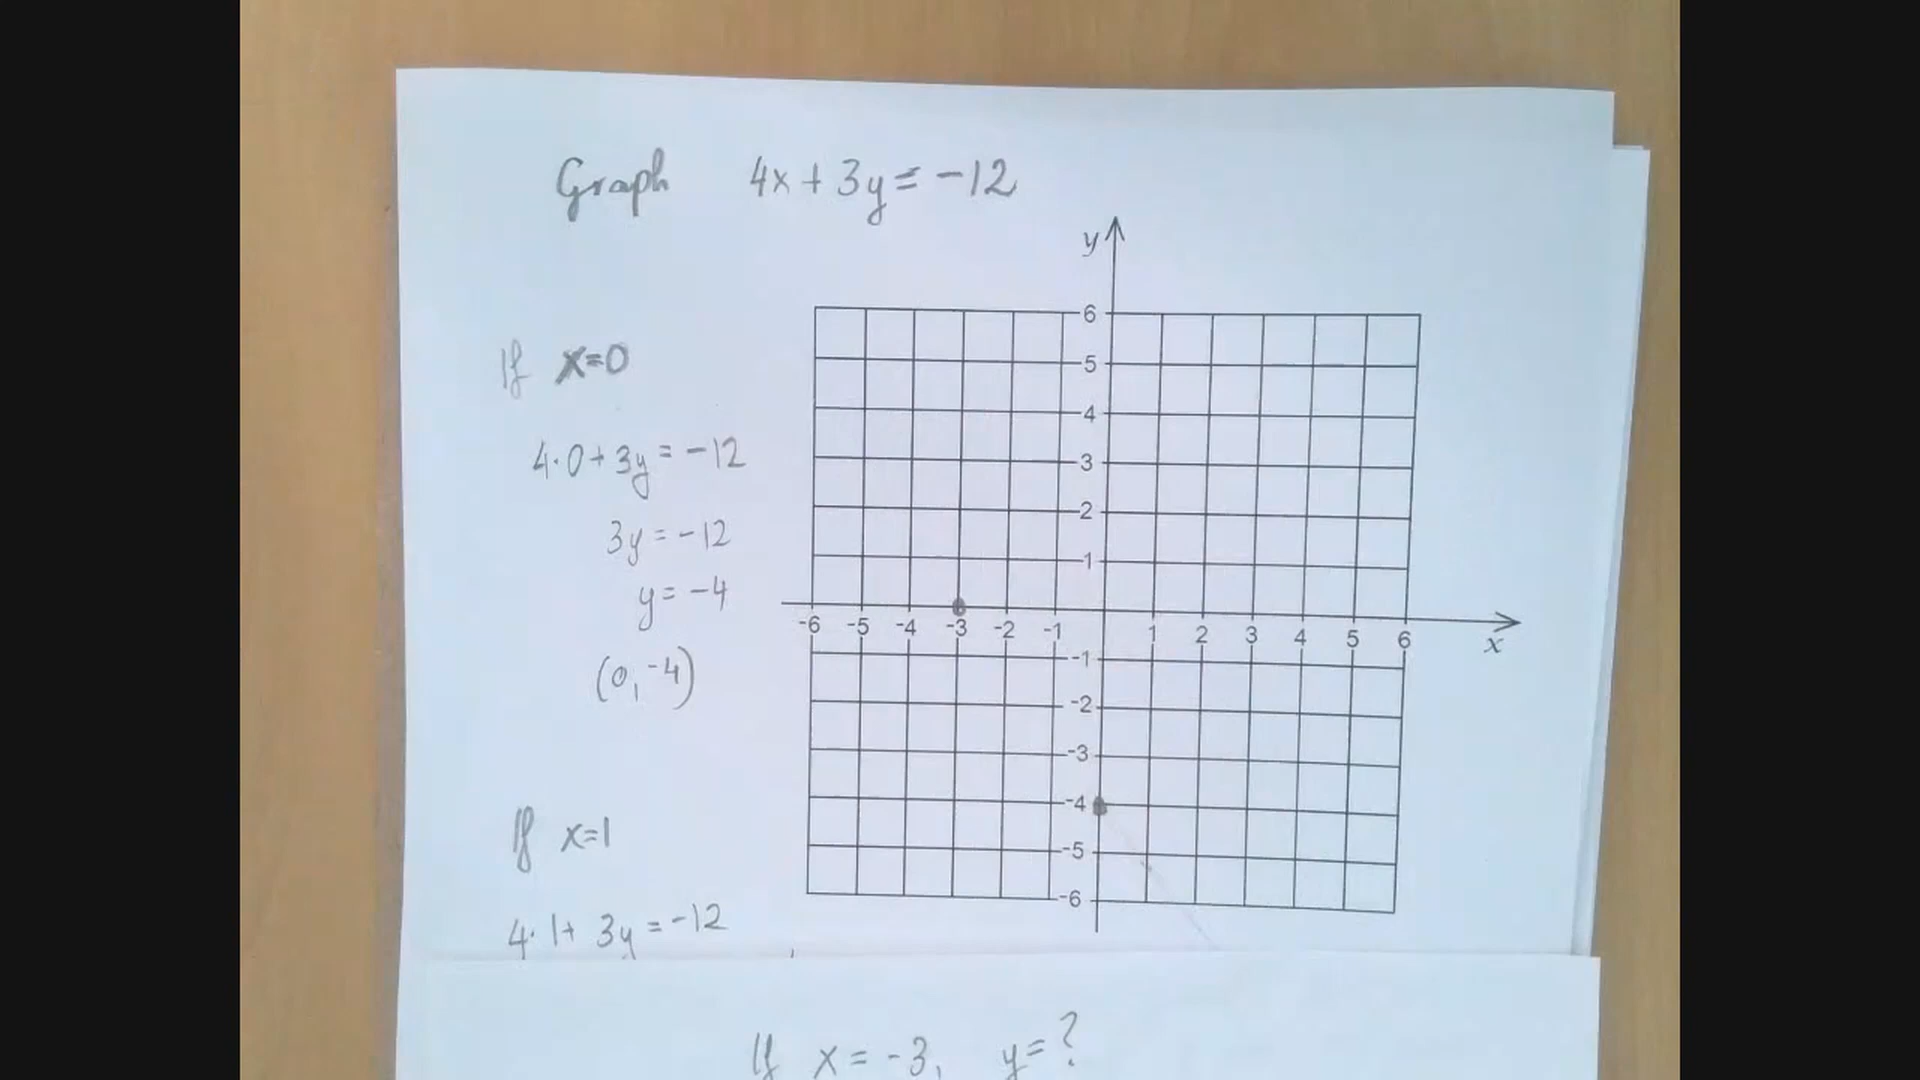 Graph 4x + 3y = -12
y
6
5
4
3
2
1
-6 -5 -4 -3 -2 -1 1 2 3 4 5 6
x
-1
-2
-3
-4
-5
-6
If x=0
4·0+3y = -12
3y = -12
y = -4
(0, -4)
If x=1
4·1+ 3y = -12
If x = -3, y=?